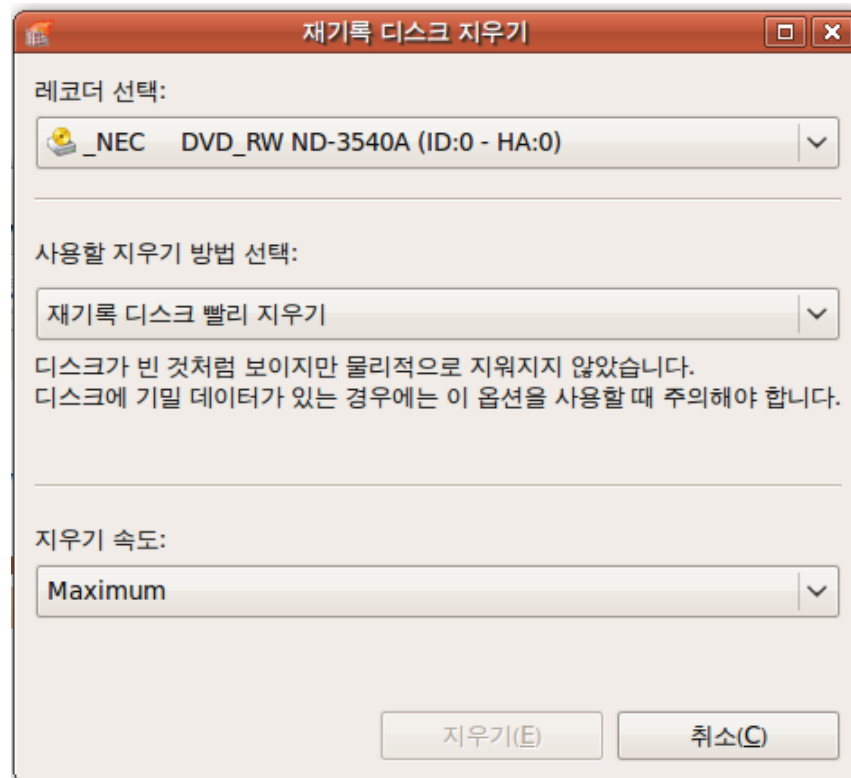 재기록 디스크 지우기
레코더 선택:
_NEC DVD_RW ND-3540A (ID:0 - HA:0)
사용할 지우기 방법 선택:
재기록 디스크 빨리 지우기
디스크가 빈 것처럼 보이지만 물리적으로 지워지지 않았습니다.
디스크에 기밀 데이터가 있는 경우에는 이 옵션을 사용할 때 주의해야 합니다.
지우기 속도:
Maximum
지우기(E) 취소(C)